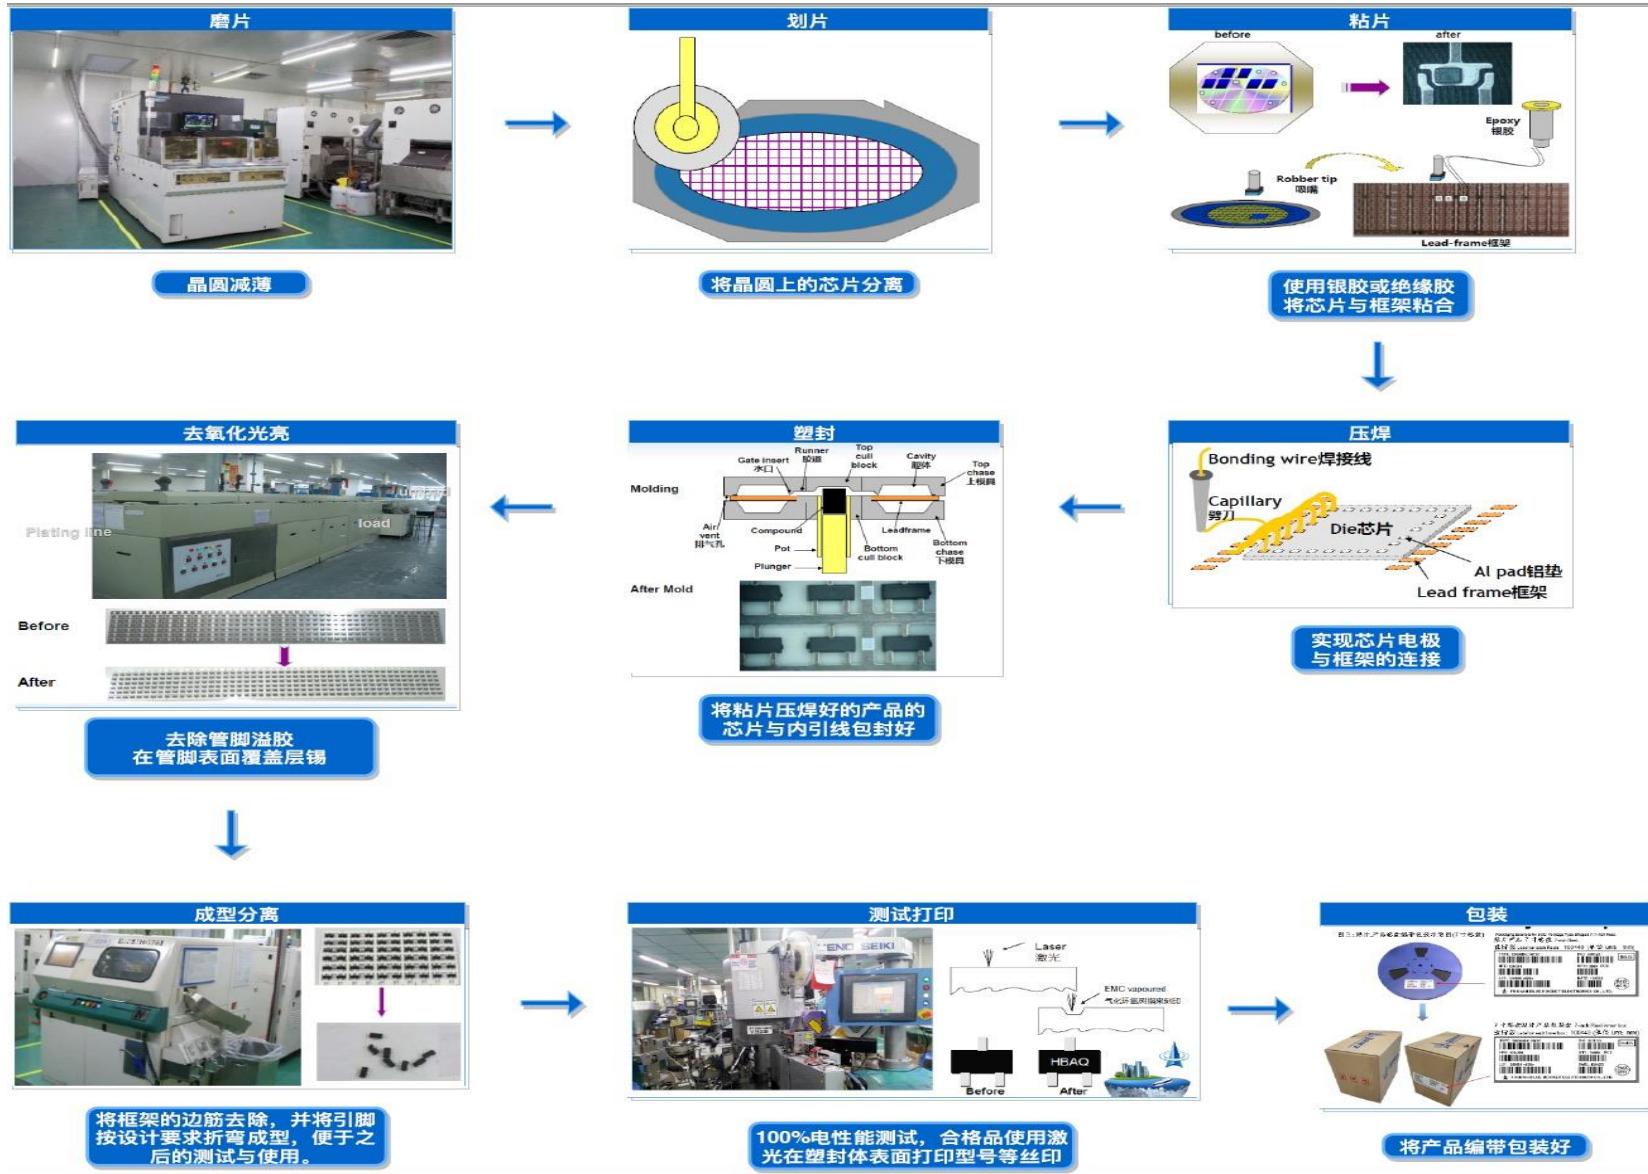 磨片
晶圆减薄
划片
将晶圆上的芯片分离
粘片
before
after
Epoxy
银胶
Robber tip
吸嘴
Lead-frame框架
使用银胶或绝缘胶
将芯片与框架粘合
压焊
Bonding wire焊接线
Capillary
劈刀
Die芯片
Al pad铝垫
Lead frame框架
实现芯片电极
与框架的连接
塑封
Molding
Gate insert
水口
Runner
胶道
Top
cull
block
Cavity
腔体
Top
chase
上模具
Air
vent
排气孔
Compound
Leadframe
Pot
Bottom
cull block
Bottom
chase
下模具
Plunger
After Mold
将粘片压焊好的产品的
芯片与内引线包封好
去氧化光亮
Plating line
load
Before
After
去除管脚溢胶
在管脚表面覆盖层锡
成型分离
将框架的边筋去除，并将引脚
按设计要求折弯成型，便于之
后的测试与使用。
测试打印
Laser
激光
EMC vapoured
HBAQ
Before
After
100%电性能测试，合格品使用激
光在塑封体表面打印型号等丝印
包装
将产品编带包装好